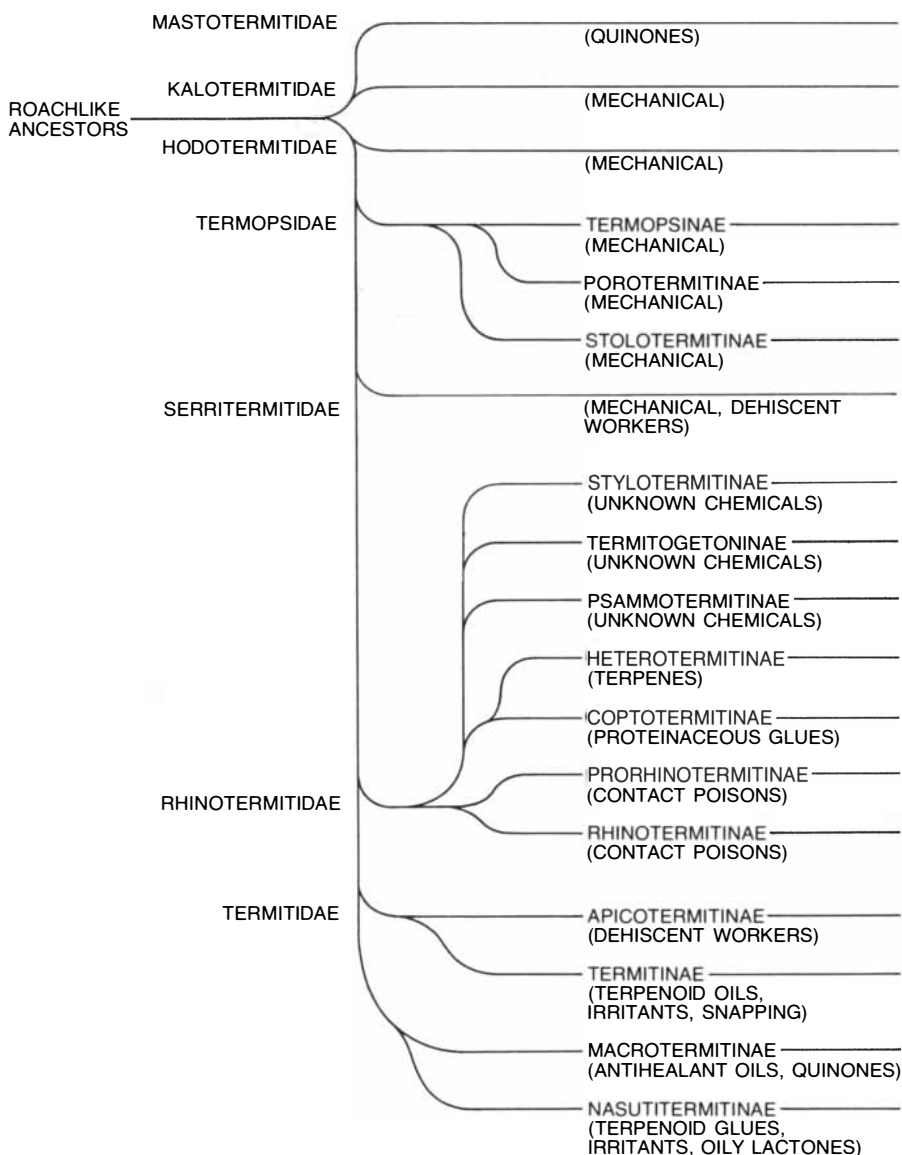 MASTOTERMITIDAE
(QUINONES)
KALOTERMITIDAE
(MECHANICAL)
ROACHLIKE
ANCESTORS
HODOTERMITIDAE
(MECHANICAL)
TERMOPSIDAE
TERMOPSINAE
(MECHANICAL)
POROTERMITINAE
(MECHANICAL)
STOLOTERMITINAE
(MECHANICAL)
SERRITERMITIDAE
(MECHANICAL, DEHISCENT
WORKERS)
STYLOTERMITINAE
(UNKNOWN CHEMICALS)
TERMITOGETONINAE
(UNKNOWN CHEMICALS)
PSAMMOTERMITINAE
(UNKNOWN CHEMICALS)
HETEROTERMITINAE
(TERPENES)
COPTOTERMITINAE
(PROTEINACEOUS GLUES)
RHINOTERMITIDAE
PRORHINOTERMITINAE
(CONTACT POISONS)
RHINOTERMITINAE
(CONTACT POISONS)
TERMITIDAE
APICOTERMITINAE
(DEHISCENT WORKERS)
TERMITINAE
(TERPENOID OILS,
IRRITANTS, SNAPPING)
MACROTERMITINAE
(ANTIHEALANT OILS, QUINONES)
NASUTITERMITINAE
(TERPENOID GLUES,
IRRITANTS, OILY LACTONES)